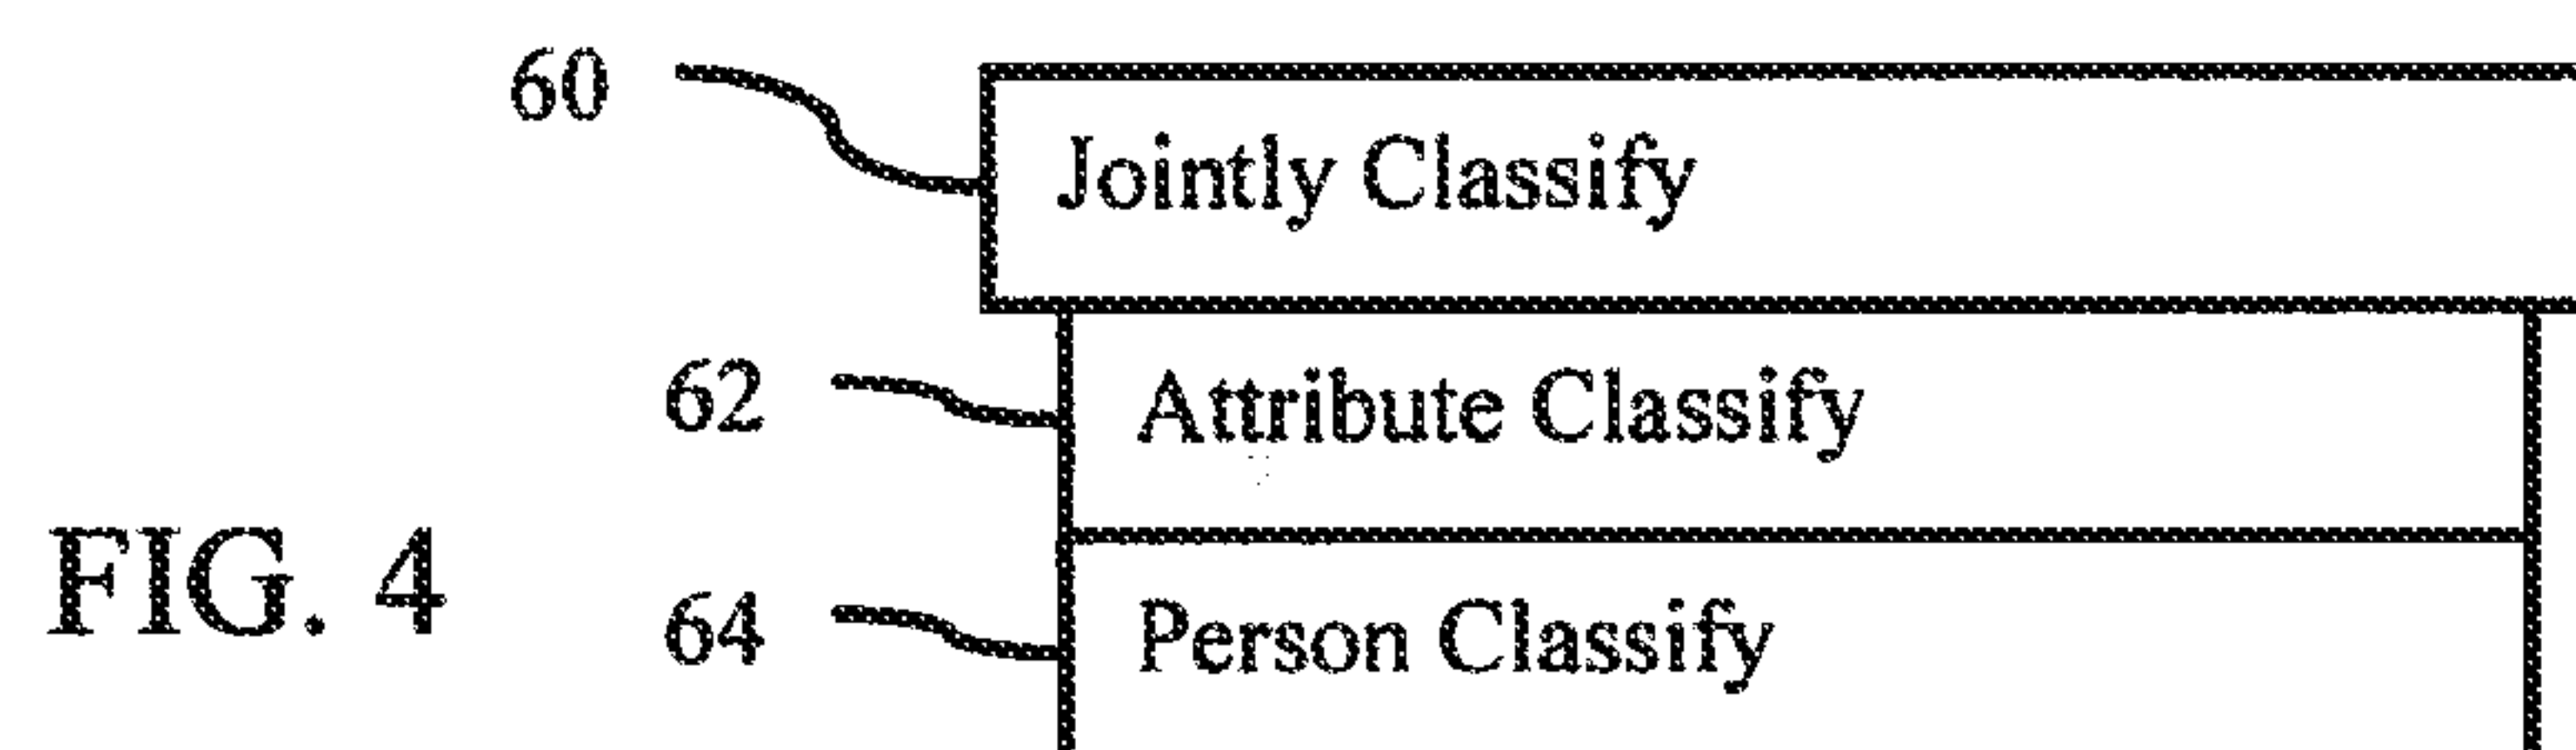 60 Jointly Classify
62 Attribute Classify
FIG. 4
64 Person Classify